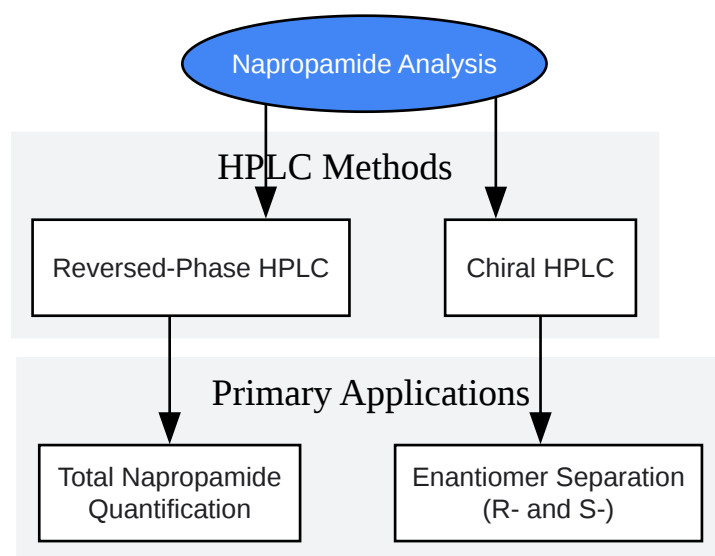 Napropamide Analysis
HPLC Methods
Reversed-Phase HPLC
Chiral HPLC
Primary Applications
Total Napropamide
Quantification
Enantiomer Separation
(R- and S-)